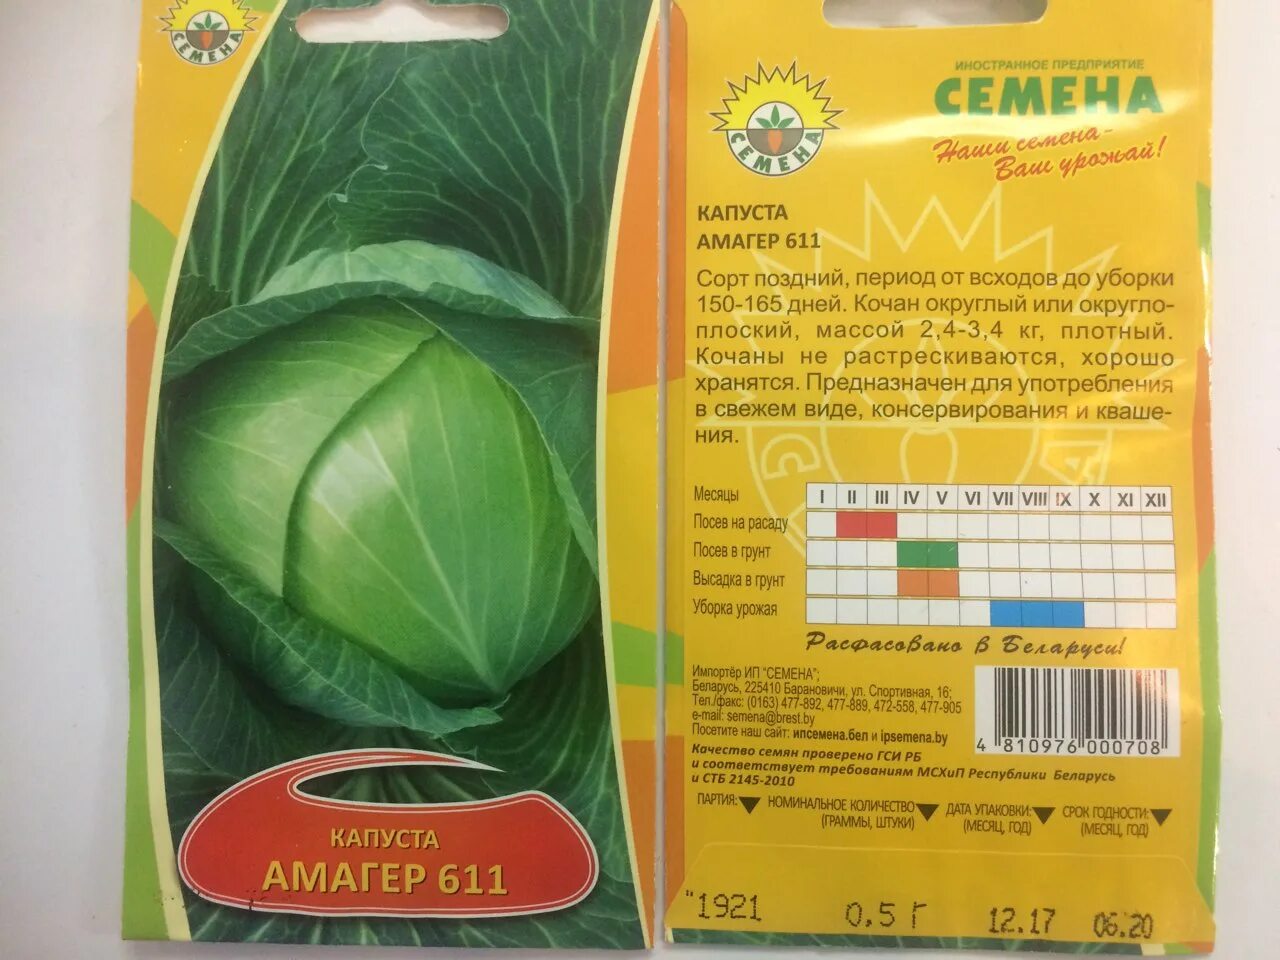 СЕМЕНА
КАПУСТА
АМАГЕР 611
СЕМЕНА
ИНОСТРАННОЕ ПРЕДПРИЯТИЕ
СЕМЕНА
Наши семена-
Ваш урожай!
КАПУСТА
АМАГЕР 611
Сорт поздний, период от всходов до уборки
150-165 дней. Кочан округлый или округло-
плоский, массой 2,4-3,4 кг, плотный.
Кочаны не растрескиваются, хорошо
хранятся. Предназначен для употребления
в свежем виде, консервирования и кваше-
ния.
Месяцы I II III IV V VI VII VIII IX X XI XII
Посев на рассаду
Посев в грунт
Высадка в грунт
Уборка урожая
Расфасовано в Беларуси!
Импортёр ИП "СЕМЕНА";
Беларусь, 225410 Барановичи, ул. Спортивная, 16;
Тел./факс: (0163) 477-892, 477-889, 472-558, 477-905
e-mail: semena@brest.by
Посетите наш сайт: ипсемена.бел и ipsemena.by
Качество семян проверено ГСИ РБ
и соответствует требованиям МСХиП Республики Беларусь
и СТБ 2145-2010
4 810976 000708
ПАРТИЯ: НОМИНАЛЬНОЕ КОЛИЧЕСТВО (ГРАММЫ, ШТУКИ) ДАТА УПАКОВКИ: (МЕСЯЦ, ГОД) СРОК ГОДНОСТИ: (МЕСЯЦ, ГОД)
"1921 0.5 Г 12.17 06.20